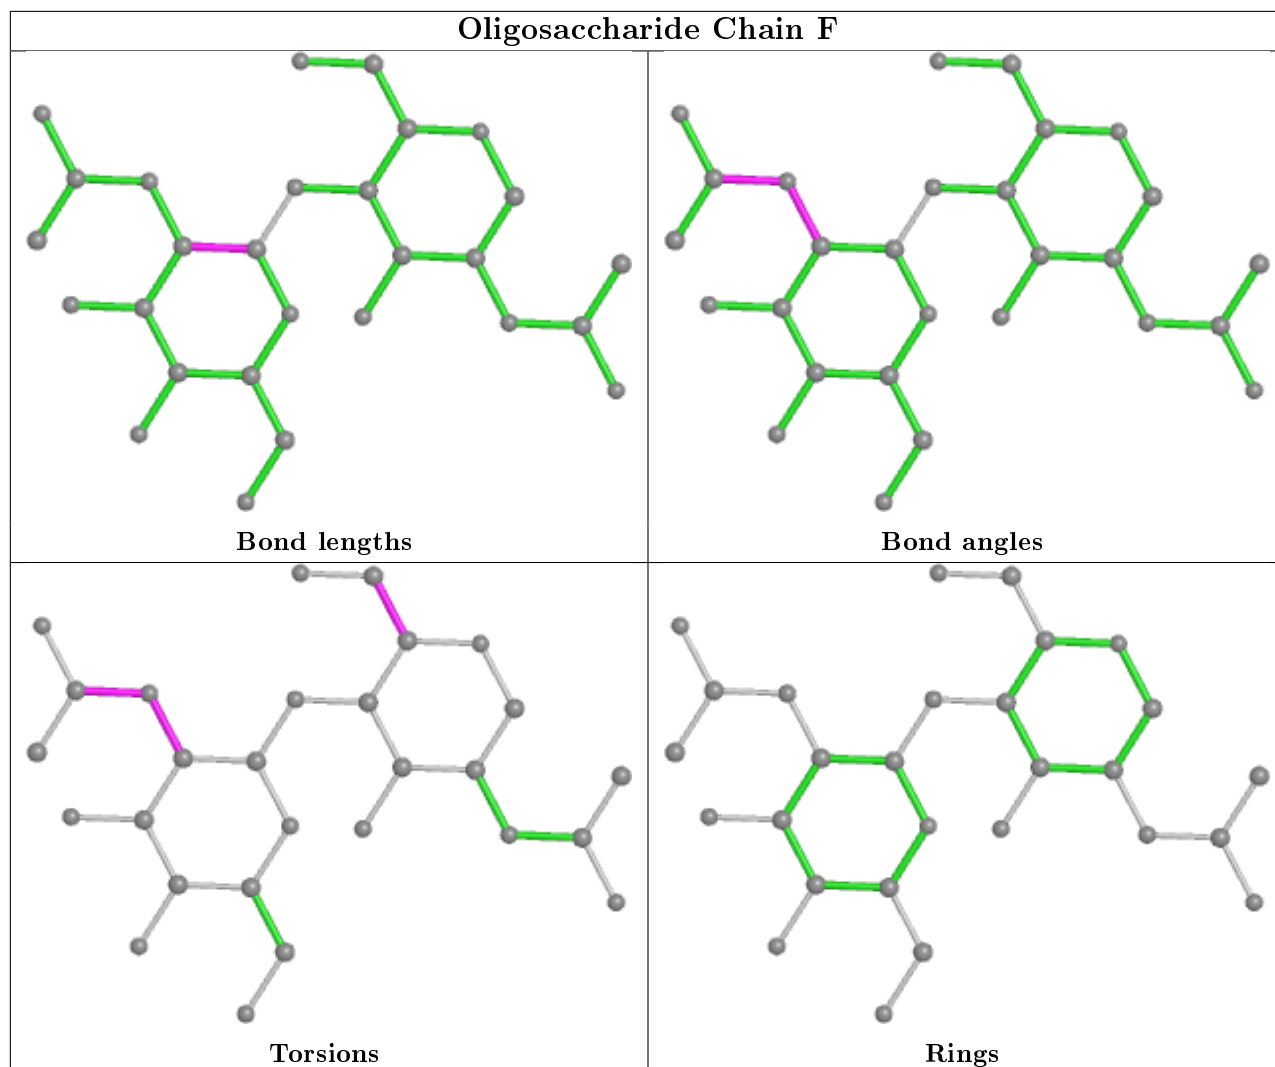 Oligosaccharide Chain F
Bond lengths
Bond angles
Torsions
Rings